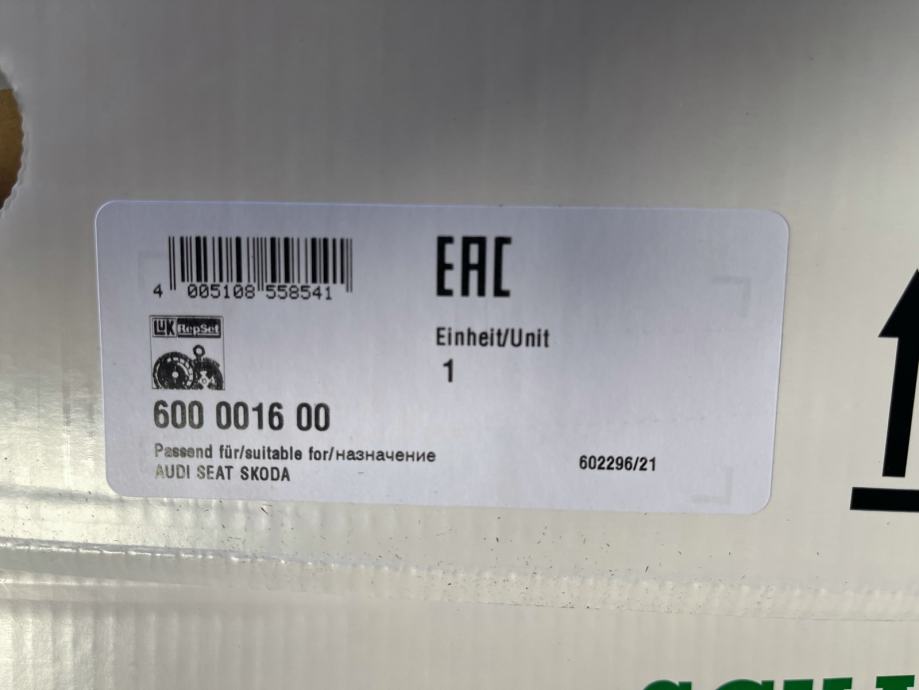 4 005108 558541
EAC
LuK RepSet
Einheit/Unit
1
600 0016 00
Passend für/suitable for/назначение
AUDI SEAT SKODA
602296/21